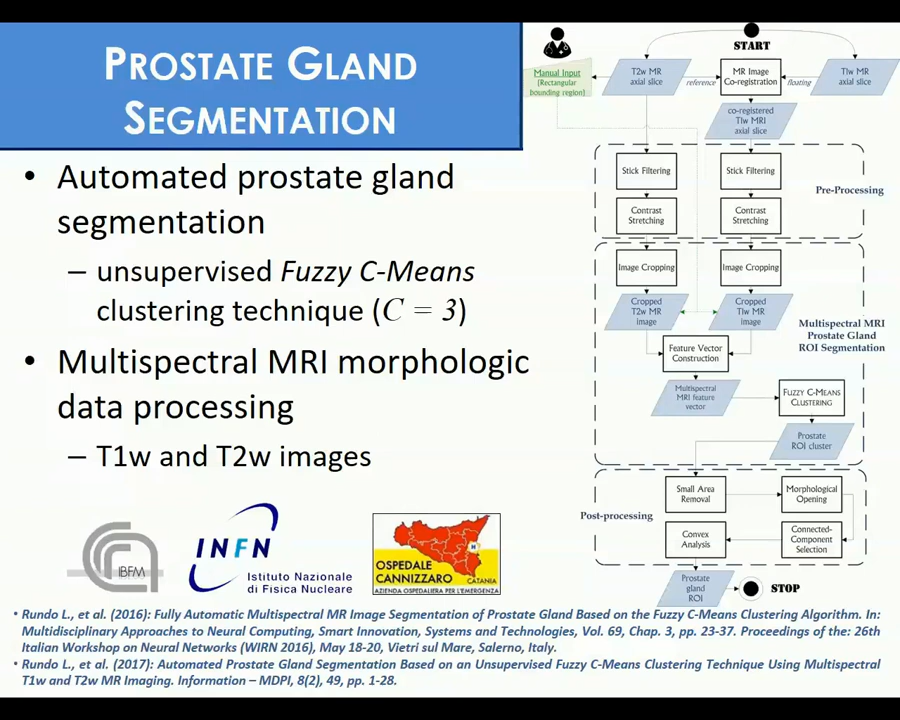 PROSTATE GLAND
SEGMENTATION
• Automated prostate gland
segmentation
– unsupervised Fuzzy C-Means
clustering technique (C = 3)
• Multispectral MRI morphologic
data processing
– T1w and T2w images
IBFM
INFN
Istituto Nazionale
di Fisica Nucleare
H
OSPEDALE
CANNIZZARO
CATANIA
AZIENDA OSPEDALIERA PER L'EMERGENZA
START
Manual Input
(Rectangular
bounding region)
T2w MR
axial slice
reference
MR Image
Co-registration
floating
T1w MR
axial slice
co-registered
T1w MRI
axial slice
Stick Filtering
Stick Filtering
Pre-Processing
Contrast
Stretching
Contrast
Stretching
Image Cropping
Image Cropping
Cropped
T2w MR
image
Cropped
T1w MR
image
Multispectral MRI
Prostate Gland
ROI Segmentation
Feature Vector
Construction
Multispectral
MRI feature
vector
FUZZY C-MEANS
CLUSTERING
Prostate
ROI cluster
Small Area
Removal
Morphological
Opening
Post-processing
Convex
Analysis
Connected-
Component
Selection
Prostate
gland
ROI
STOP
• Rundo L., et al. (2016): Fully Automatic Multispectral MR Image Segmentation of Prostate Gland Based on the Fuzzy C-Means Clustering Algorithm. In:
Multidisciplinary Approaches to Neural Computing, Smart Innovation, Systems and Technologies, Vol. 69, Chap. 3, pp. 23-37. Proceedings of the: 26th
Italian Workshop on Neural Networks (WIRN 2016), May 18-20, Vietri sul Mare, Salerno, Italy.
• Rundo L., et al. (2017): Automated Prostate Gland Segmentation Based on an Unsupervised Fuzzy C-Means Clustering Technique Using Multispectral
T1w and T2w MR Imaging. Information – MDPI, 8(2), 49, pp. 1-28.